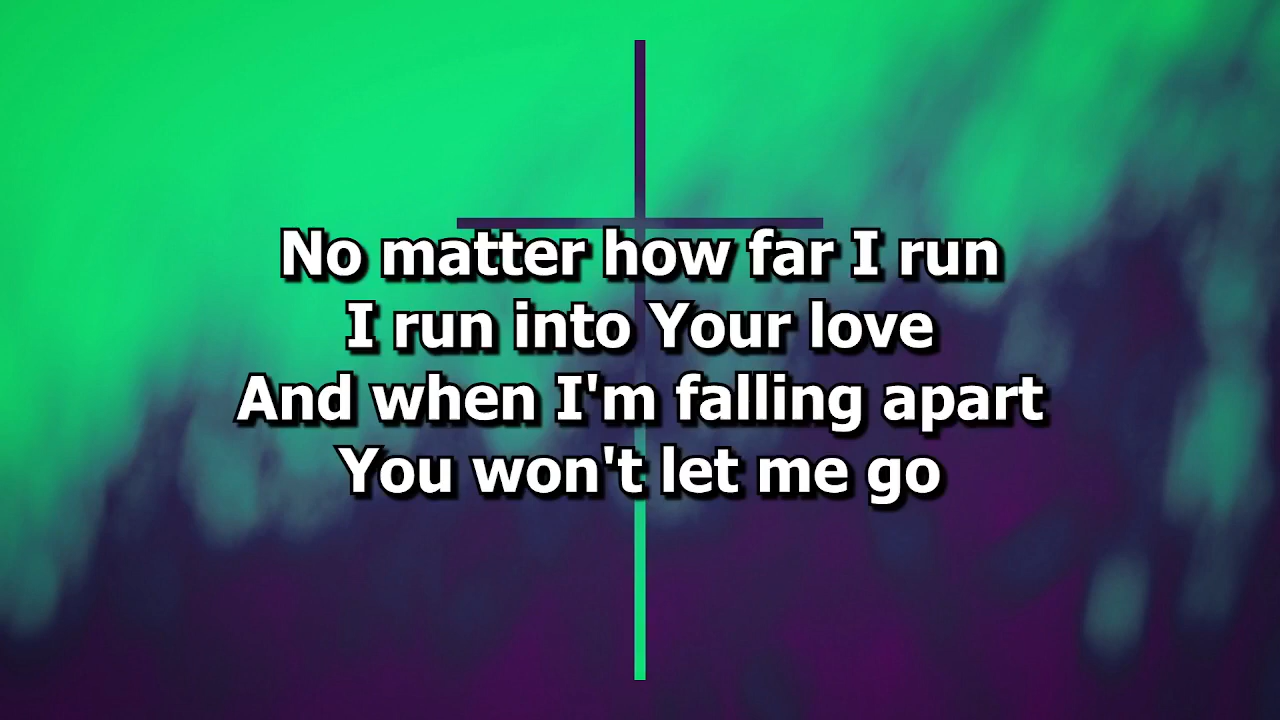 No matter how far I run
I run into Your love
And when I'm falling apart
You won't let me go